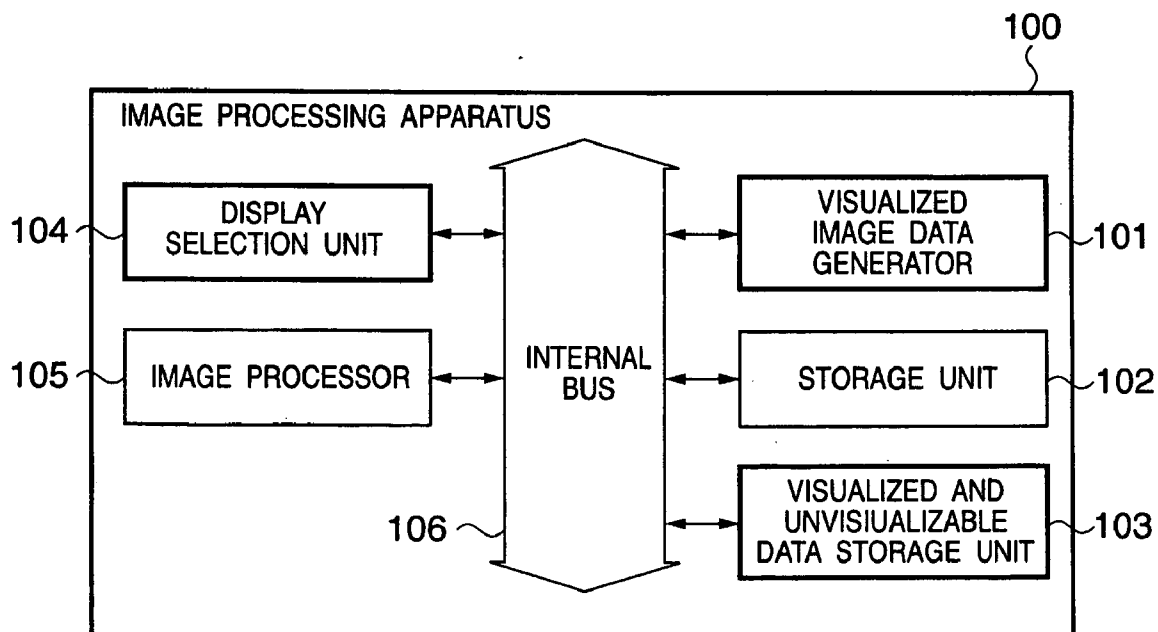 100
IMAGE PROCESSING APPARATUS
104
DISPLAY
SELECTION UNIT
VISUALIZED
IMAGE DATA
GENERATOR
101
105
IMAGE PROCESSOR
INTERNAL
BUS
STORAGE UNIT
102
106
VISUALIZED AND
UNVISIUALIZABLE
DATA STORAGE UNIT
103